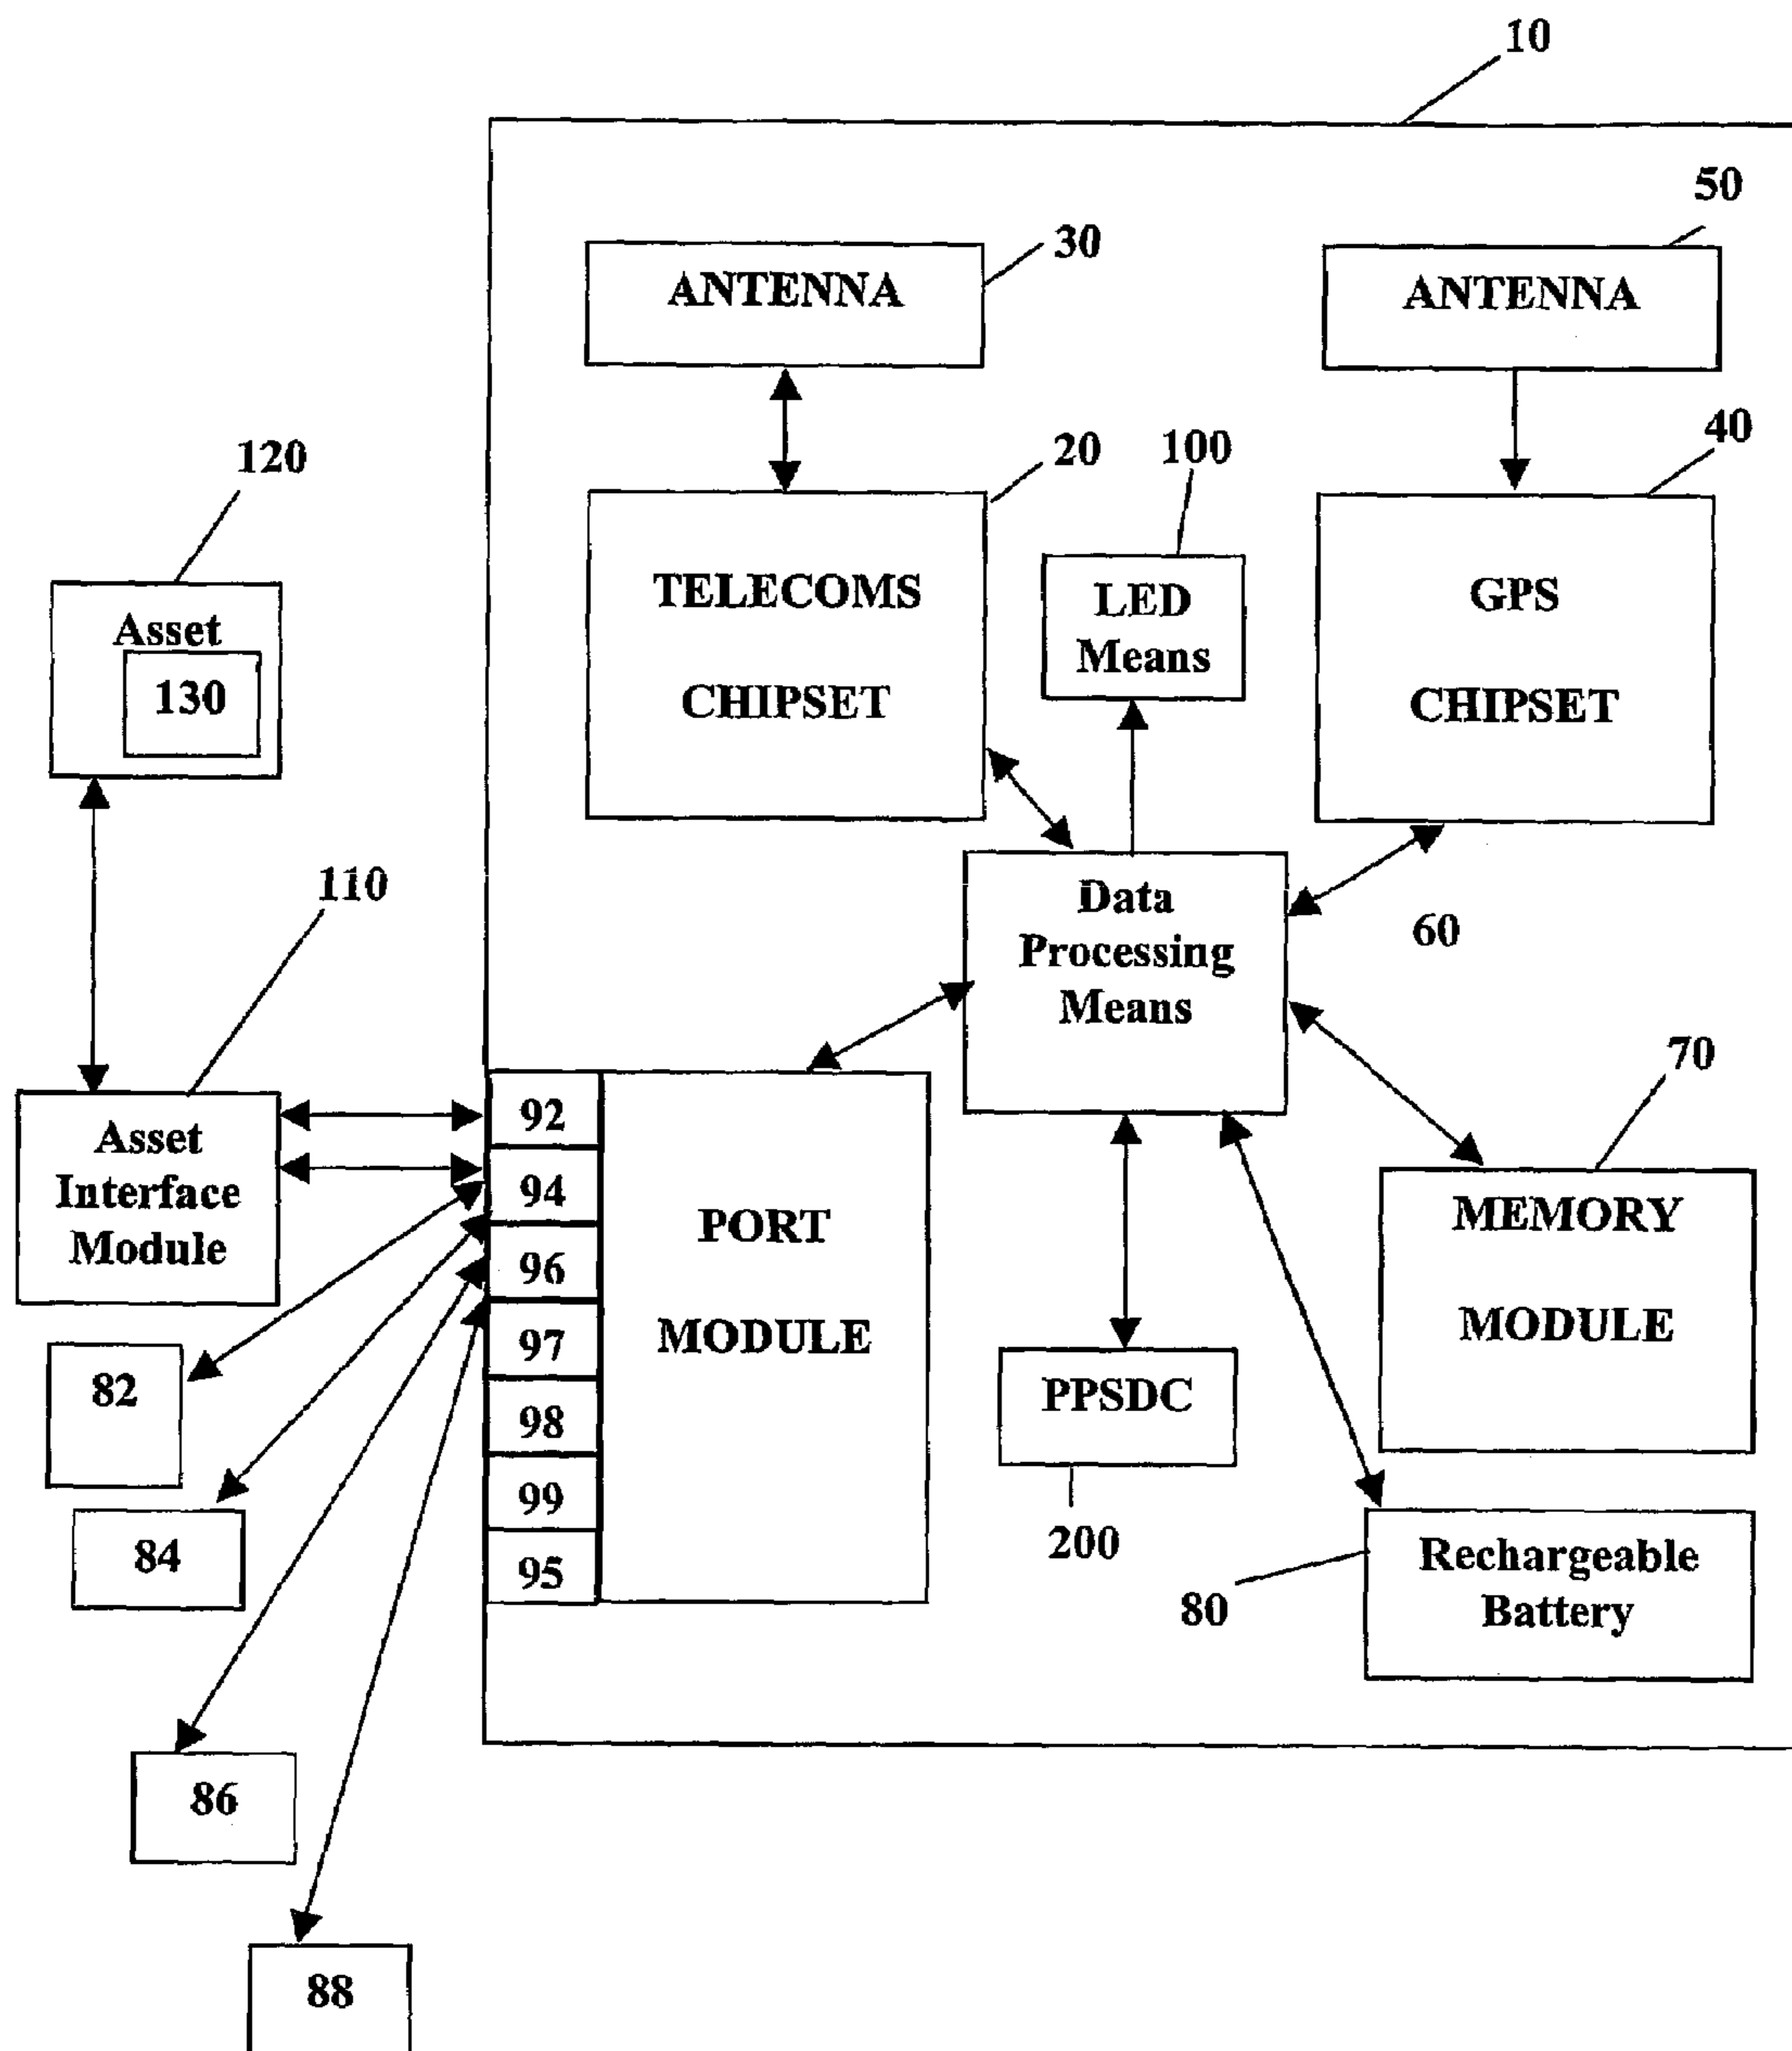 10
50
30
ANTENNA
ANTENNA
40
20
100
120
TELECOMS
CHIPSET
LED
Means
GPS
CHIPSET
Asset
130
110
Data
Processing
Means
60
70
Asset
Interface
Module
92
94
96
97
98
99
95
PORT
MODULE
MEMORY
MODULE
PPSDC
200
82
84
80
Rechargeable
Battery
86
88